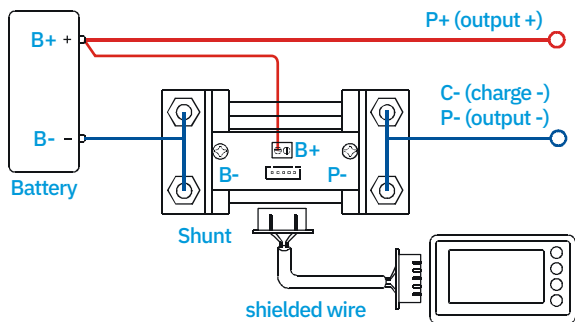 P+ (output +)
B+ +
C- (charge -)
P- (output -)
B- -
B+
B-
P-
Battery
Shunt
shielded wire